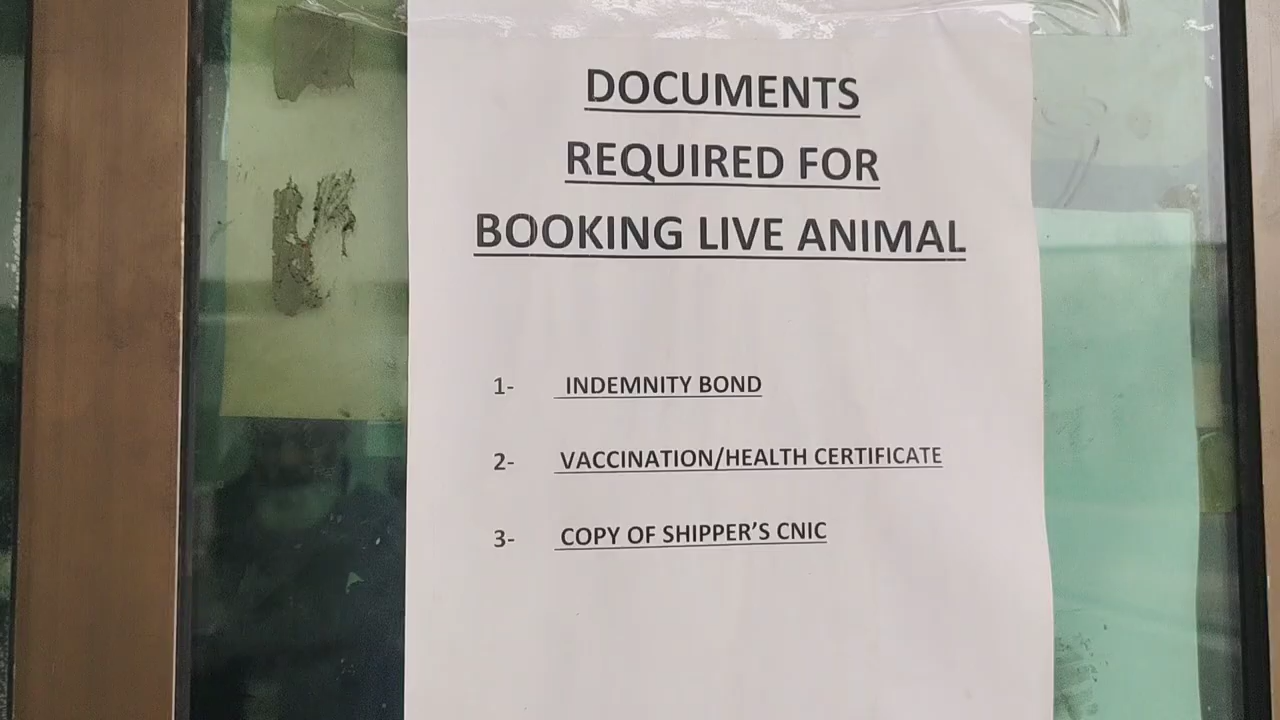 DOCUMENTS
REQUIRED FOR
BOOKING LIVE ANIMAL
1- INDEMNITY BOND
2- VACCINATION/HEALTH CERTIFICATE
3- COPY OF SHIPPER'S CNIC